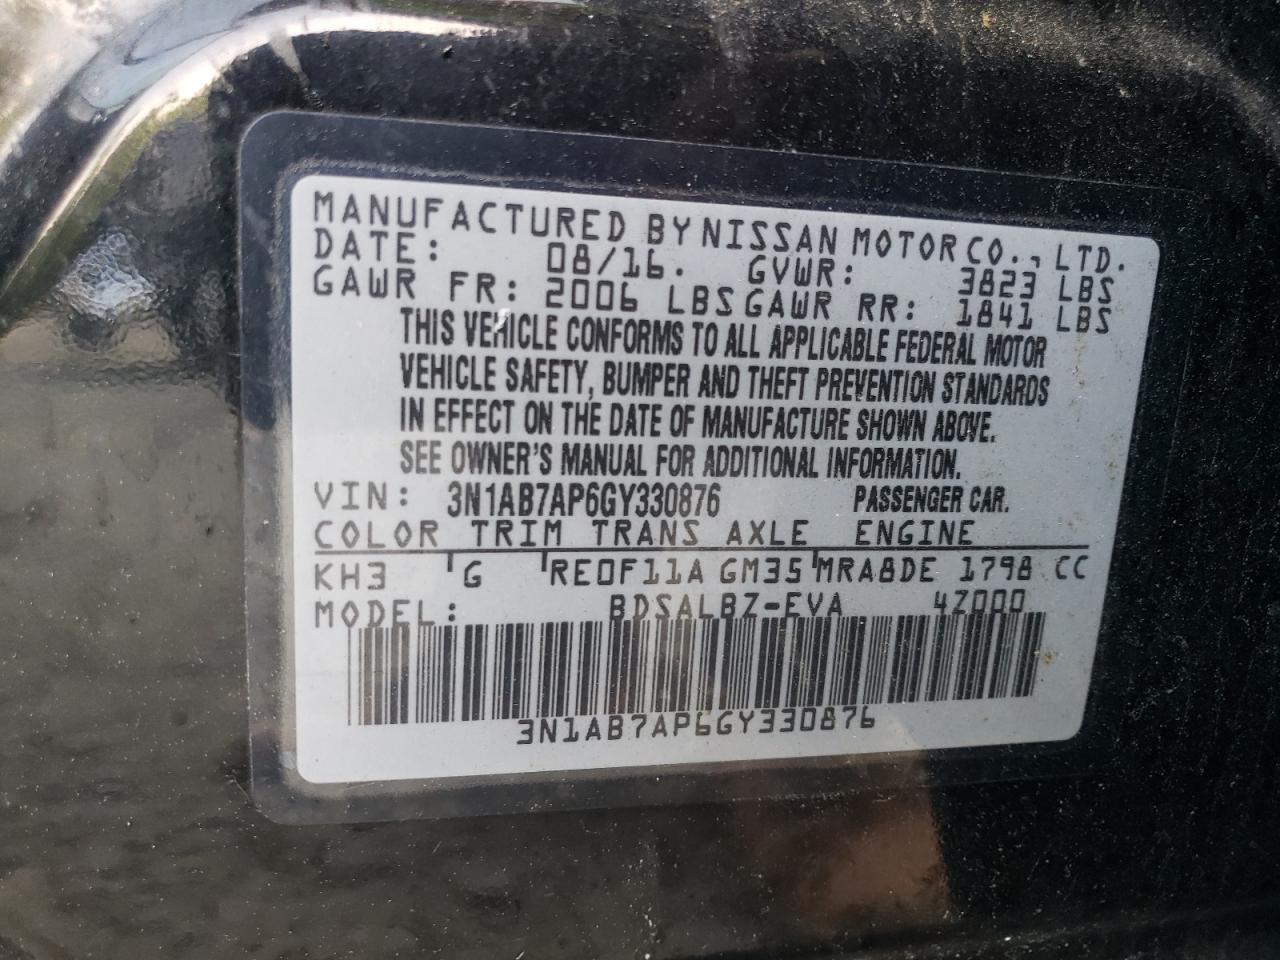 MANUFACTURED BY NISSAN MOTOR CO., LTD.
DATE: 08/16. GVWR: 3823 LBS
GAWR FR: 2006 LBS GAWR RR: 1841 LBS
THIS VEHICLE CONFORMS TO ALL APPLICABLE FEDERAL MOTOR
VEHICLE SAFETY, BUMPER AND THEFT PREVENTION STANDARDS
IN EFFECT ON THE DATE OF MANUFACTURE SHOWN ABOVE.
SEE OWNER'S MANUAL FOR ADDITIONAL INFORMATION.
VIN: 3N1AB7AP6GY330876 PASSENGER CAR.
COLOR TRIM TRANS AXLE ENGINE
KH3 G RE0F11A GM35 MRA8DE 1798 CC
MODEL: BDSALBZ-EVA 4Z000
3N1AB7AP6GY330876